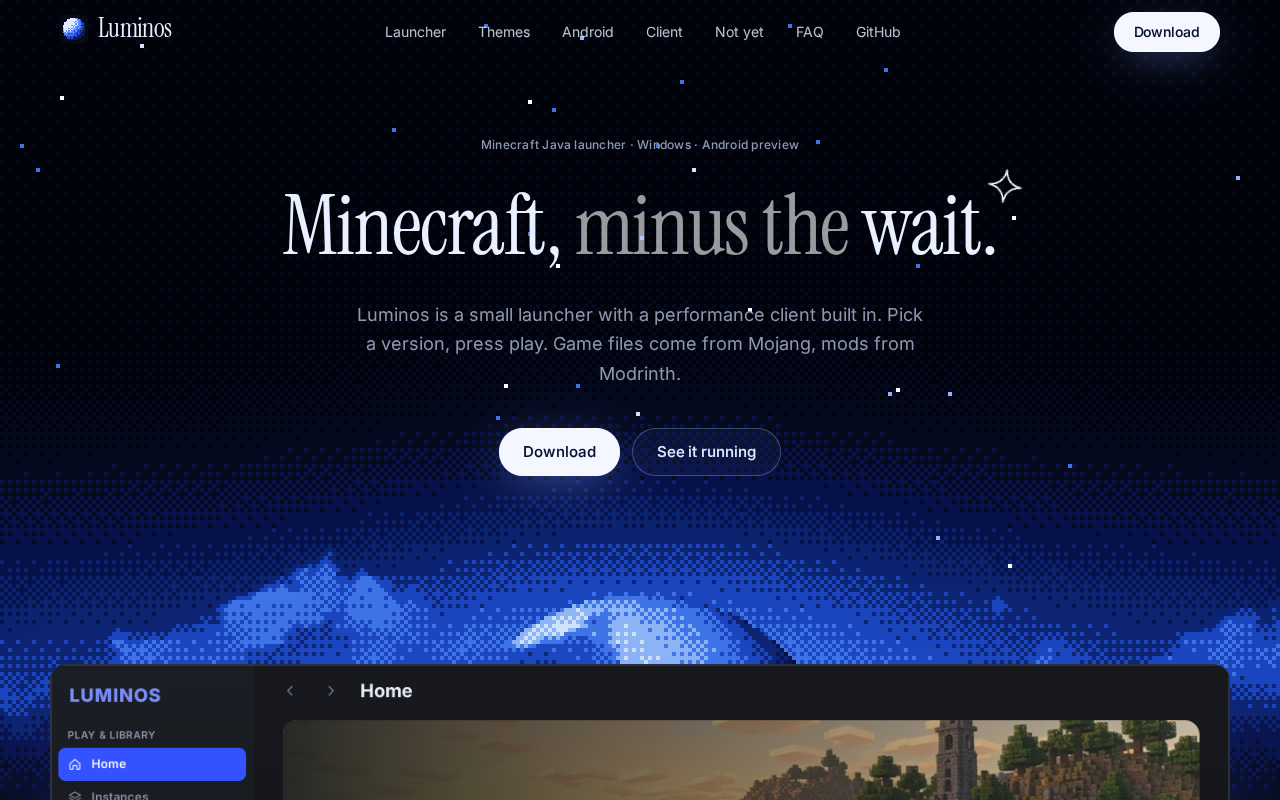 Luminos
Launcher Themes Android Client Not yet FAQ GitHub
Download
Minecraft Java launcher · Windows · Android preview
Minecraft, minus the wait.
Luminos is a small launcher with a performance client built in. Pick
a version, press play. Game files come from Mojang, mods from
Modrinth.
Download
See it running
LUMINOS
Home
PLAY & LIBRARY
Home
Instances